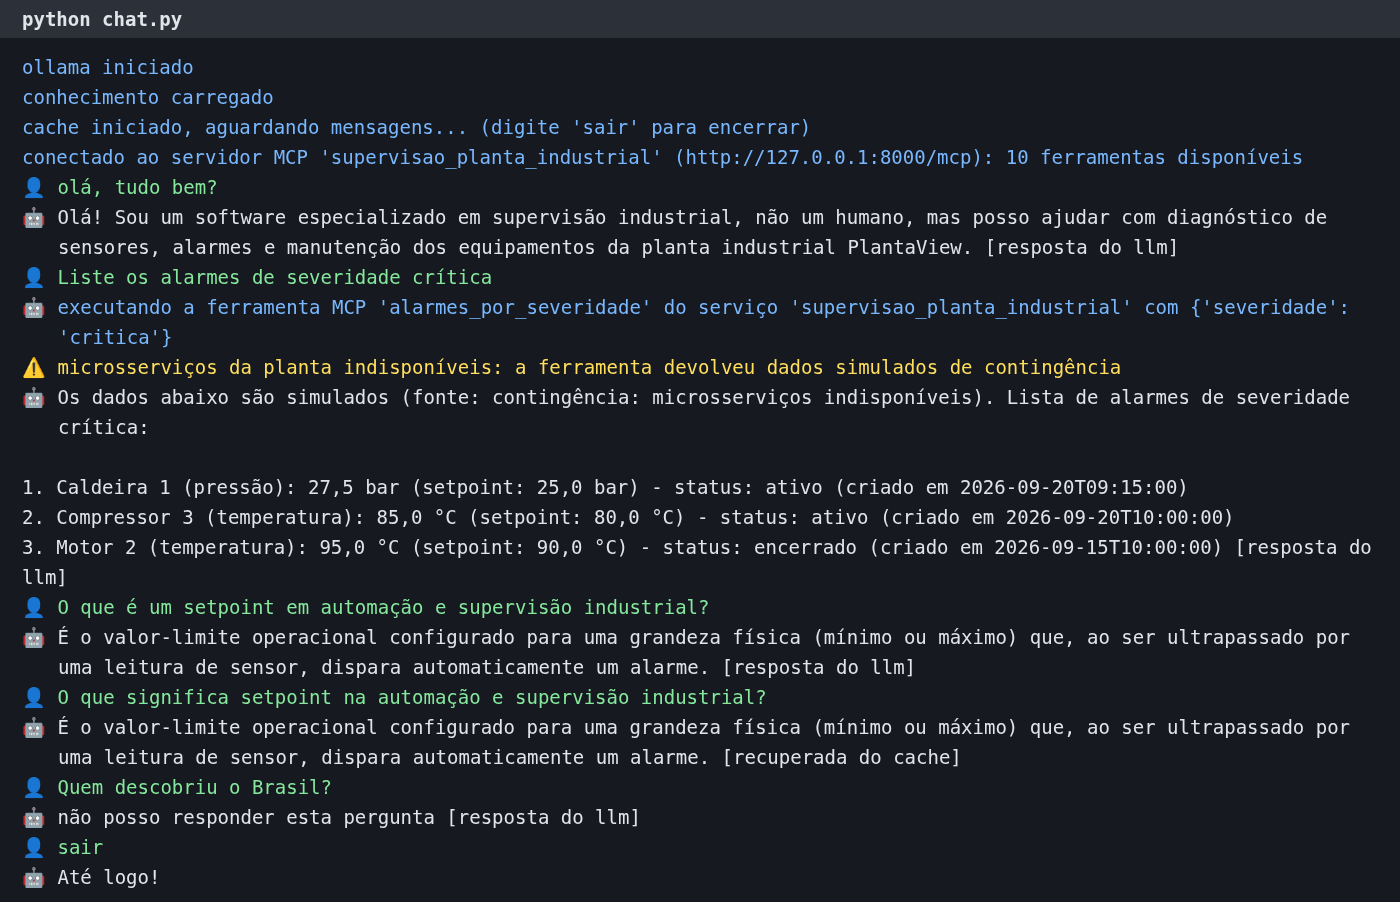 python chat.py
ollama iniciado
conhecimento carregado
cache iniciado, aguardando mensagens... (digite 'sair' para encerrar)
conectado ao servidor MCP 'supervisao_planta_industrial' (http://127.0.0.1:8000/mcp): 10 ferramentas disponíveis
👤 olá, tudo bem?
🤖 Olá! Sou um software especializado em supervisão industrial, não um humano, mas posso ajudar com diagnóstico de
sensores, alarmes e manutenção dos equipamentos da planta industrial PlantaView. [resposta do llm]
👤 Liste os alarmes de severidade crítica
🤖 executando a ferramenta MCP 'alarmes_por_severidade' do serviço 'supervisao_planta_industrial' com {'severidade':
'critica'}
⚠️ microsserviços da planta indisponíveis: a ferramenta devolveu dados simulados de contingência
🤖 Os dados abaixo são simulados (fonte: contingência: microsserviços indisponíveis). Lista de alarmes de severidade
crítica:
1. Caldeira 1 (pressão): 27,5 bar (setpoint: 25,0 bar) - status: ativo (criado em 2026-09-20T09:15:00)
2. Compressor 3 (temperatura): 85,0 °C (setpoint: 80,0 °C) - status: ativo (criado em 2026-09-20T10:00:00)
3. Motor 2 (temperatura): 95,0 °C (setpoint: 90,0 °C) - status: encerrado (criado em 2026-09-15T10:00:00) [resposta do
llm]
👤 O que é um setpoint em automação e supervisão industrial?
🤖 É o valor-limite operacional configurado para uma grandeza física (mínimo ou máximo) que, ao ser ultrapassado por
uma leitura de sensor, dispara automaticamente um alarme. [resposta do llm]
👤 O que significa setpoint na automação e supervisão industrial?
🤖 É o valor-limite operacional configurado para uma grandeza física (mínimo ou máximo) que, ao ser ultrapassado por
uma leitura de sensor, dispara automaticamente um alarme. [recuperada do cache]
👤 Quem descobriu o Brasil?
🤖 não posso responder esta pergunta [resposta do llm]
👤 sair
🤖 Até logo!